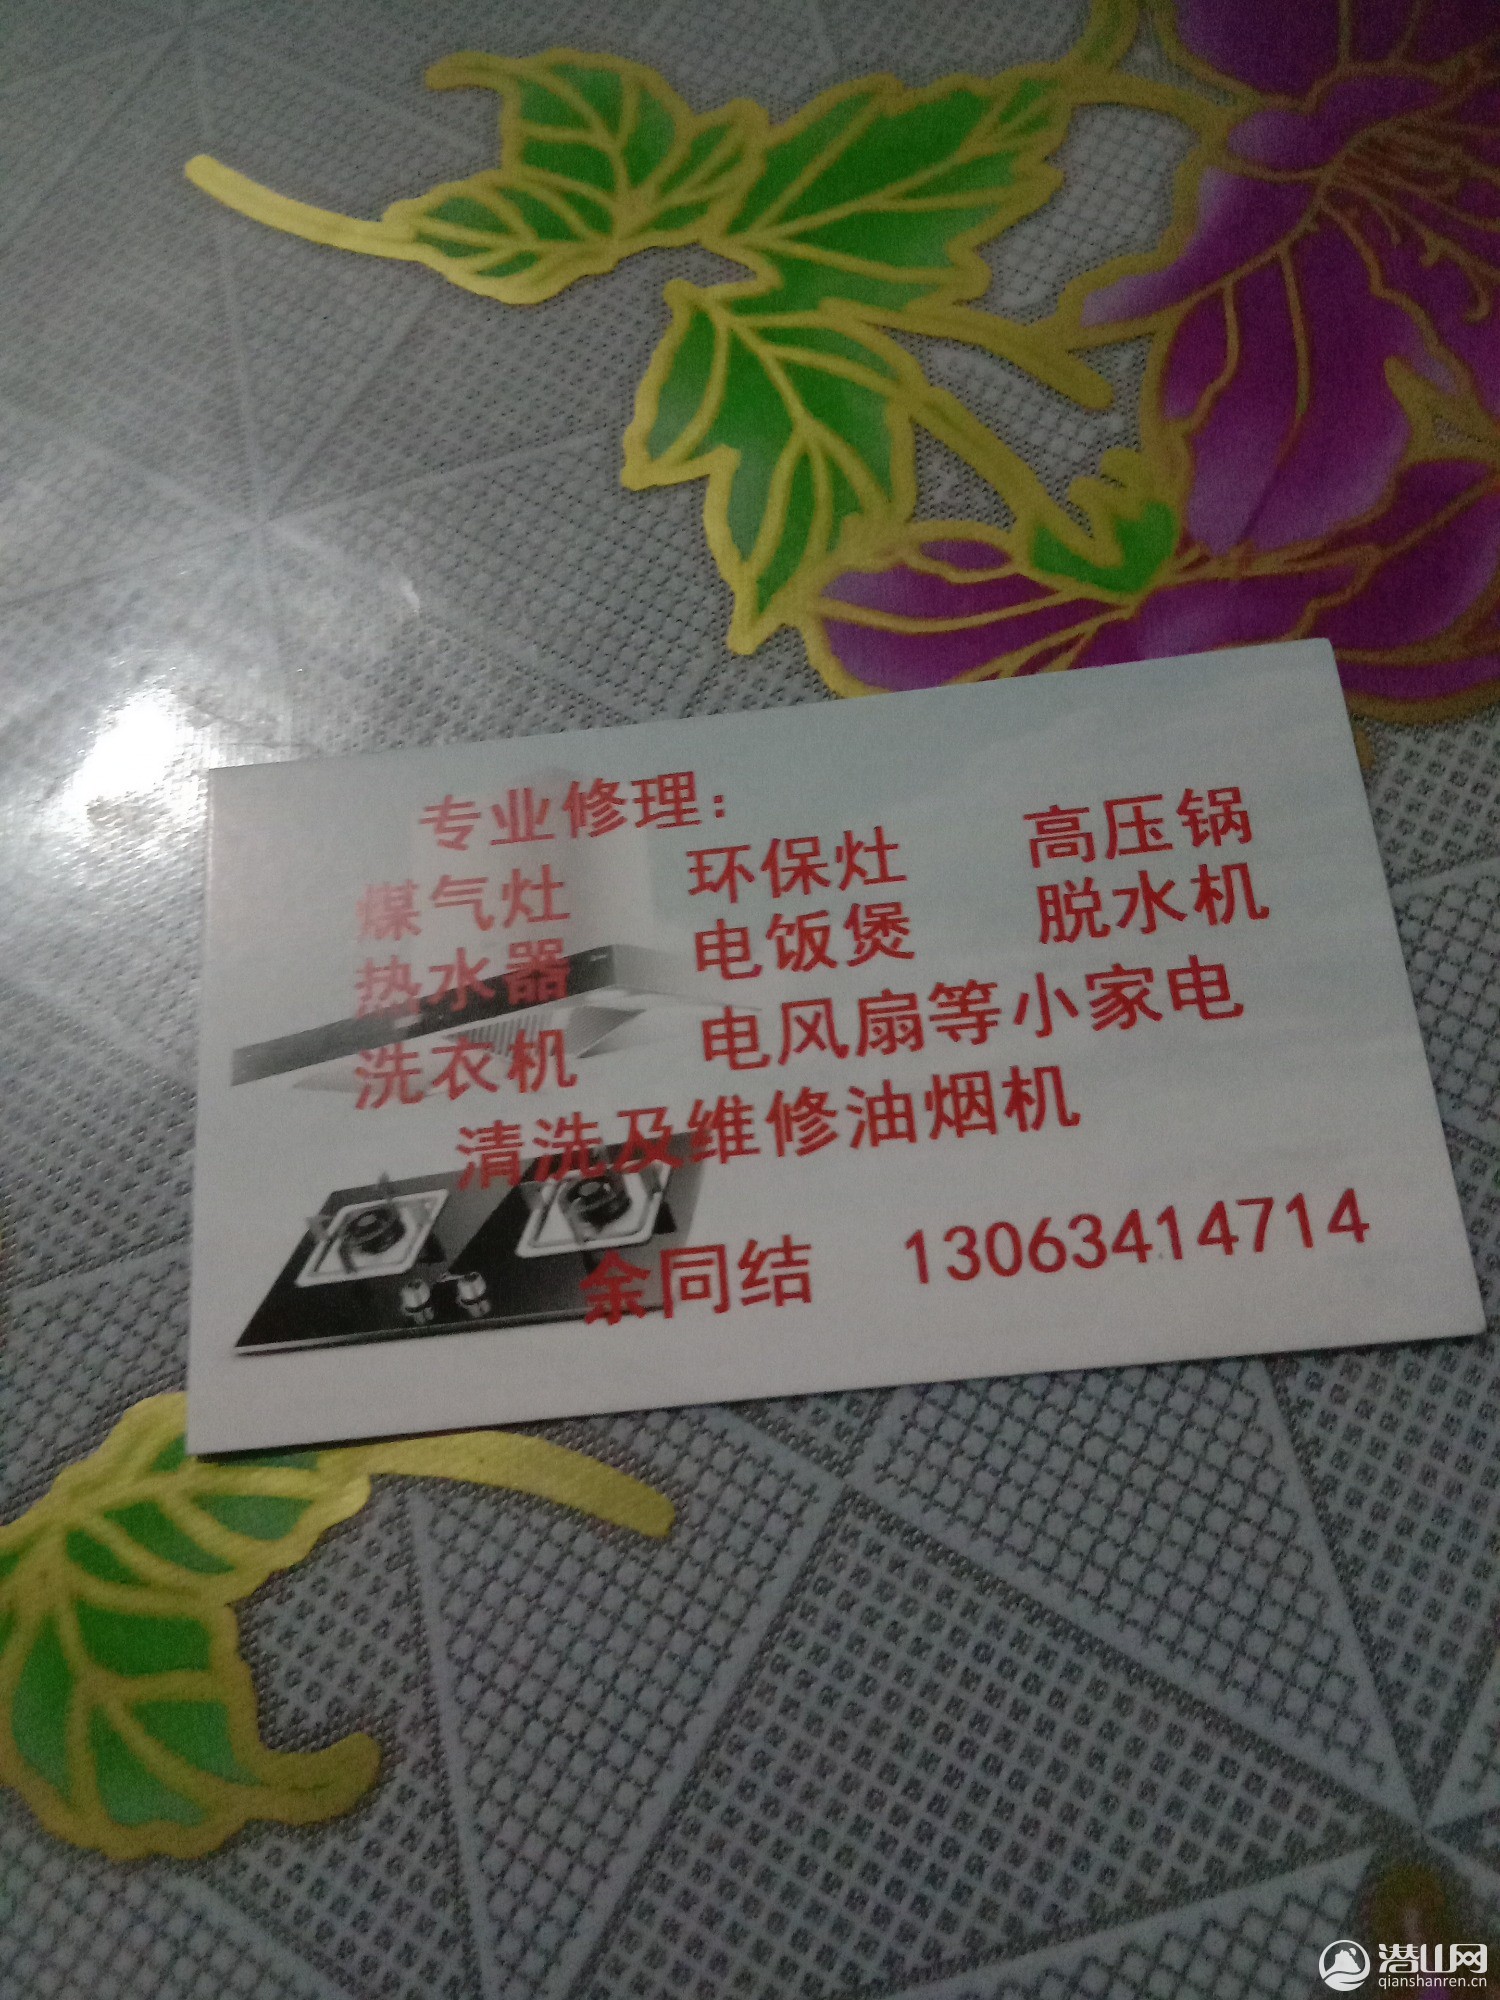 专业修理：
煤气灶 环保灶 高压锅
热水器 电饭煲 脱水机
洗衣机 电风扇等小家电
清洗及维修油烟机
余同结 13063414714
潜山网
qianshanren.cn